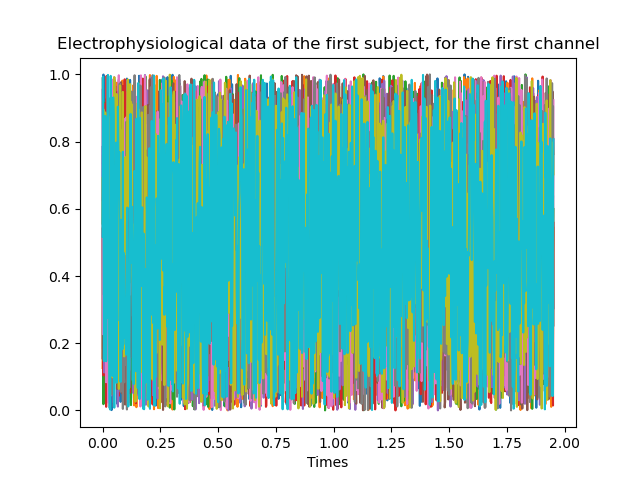 Electrophysiological data of the first subject, for the first channel
1.0
0.8
0.6
0.4
0.2
0.0
0.00 0.25 0.50 0.75 1.00 1.25 1.50 1.75 2.00
Times